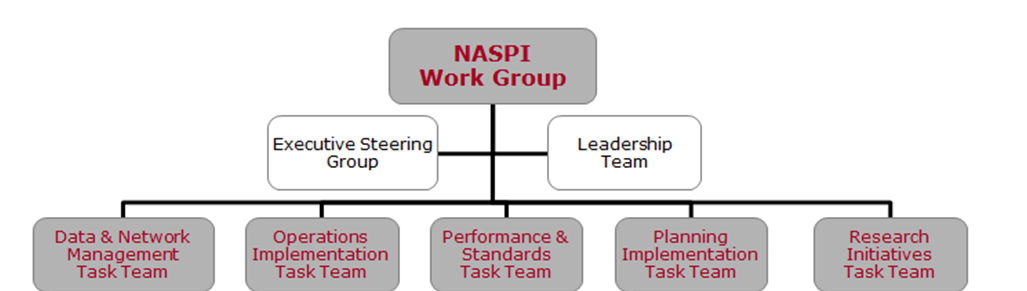 NASPI
Work Group
Executive Steering
Group
Leadership
Team
Data & Network
Management
Task Team
Operations
Implementation
Task Team
Performance &
Standards
Task Team
Planning
Implementation
Task Team
Research
Initiatives
Task Team